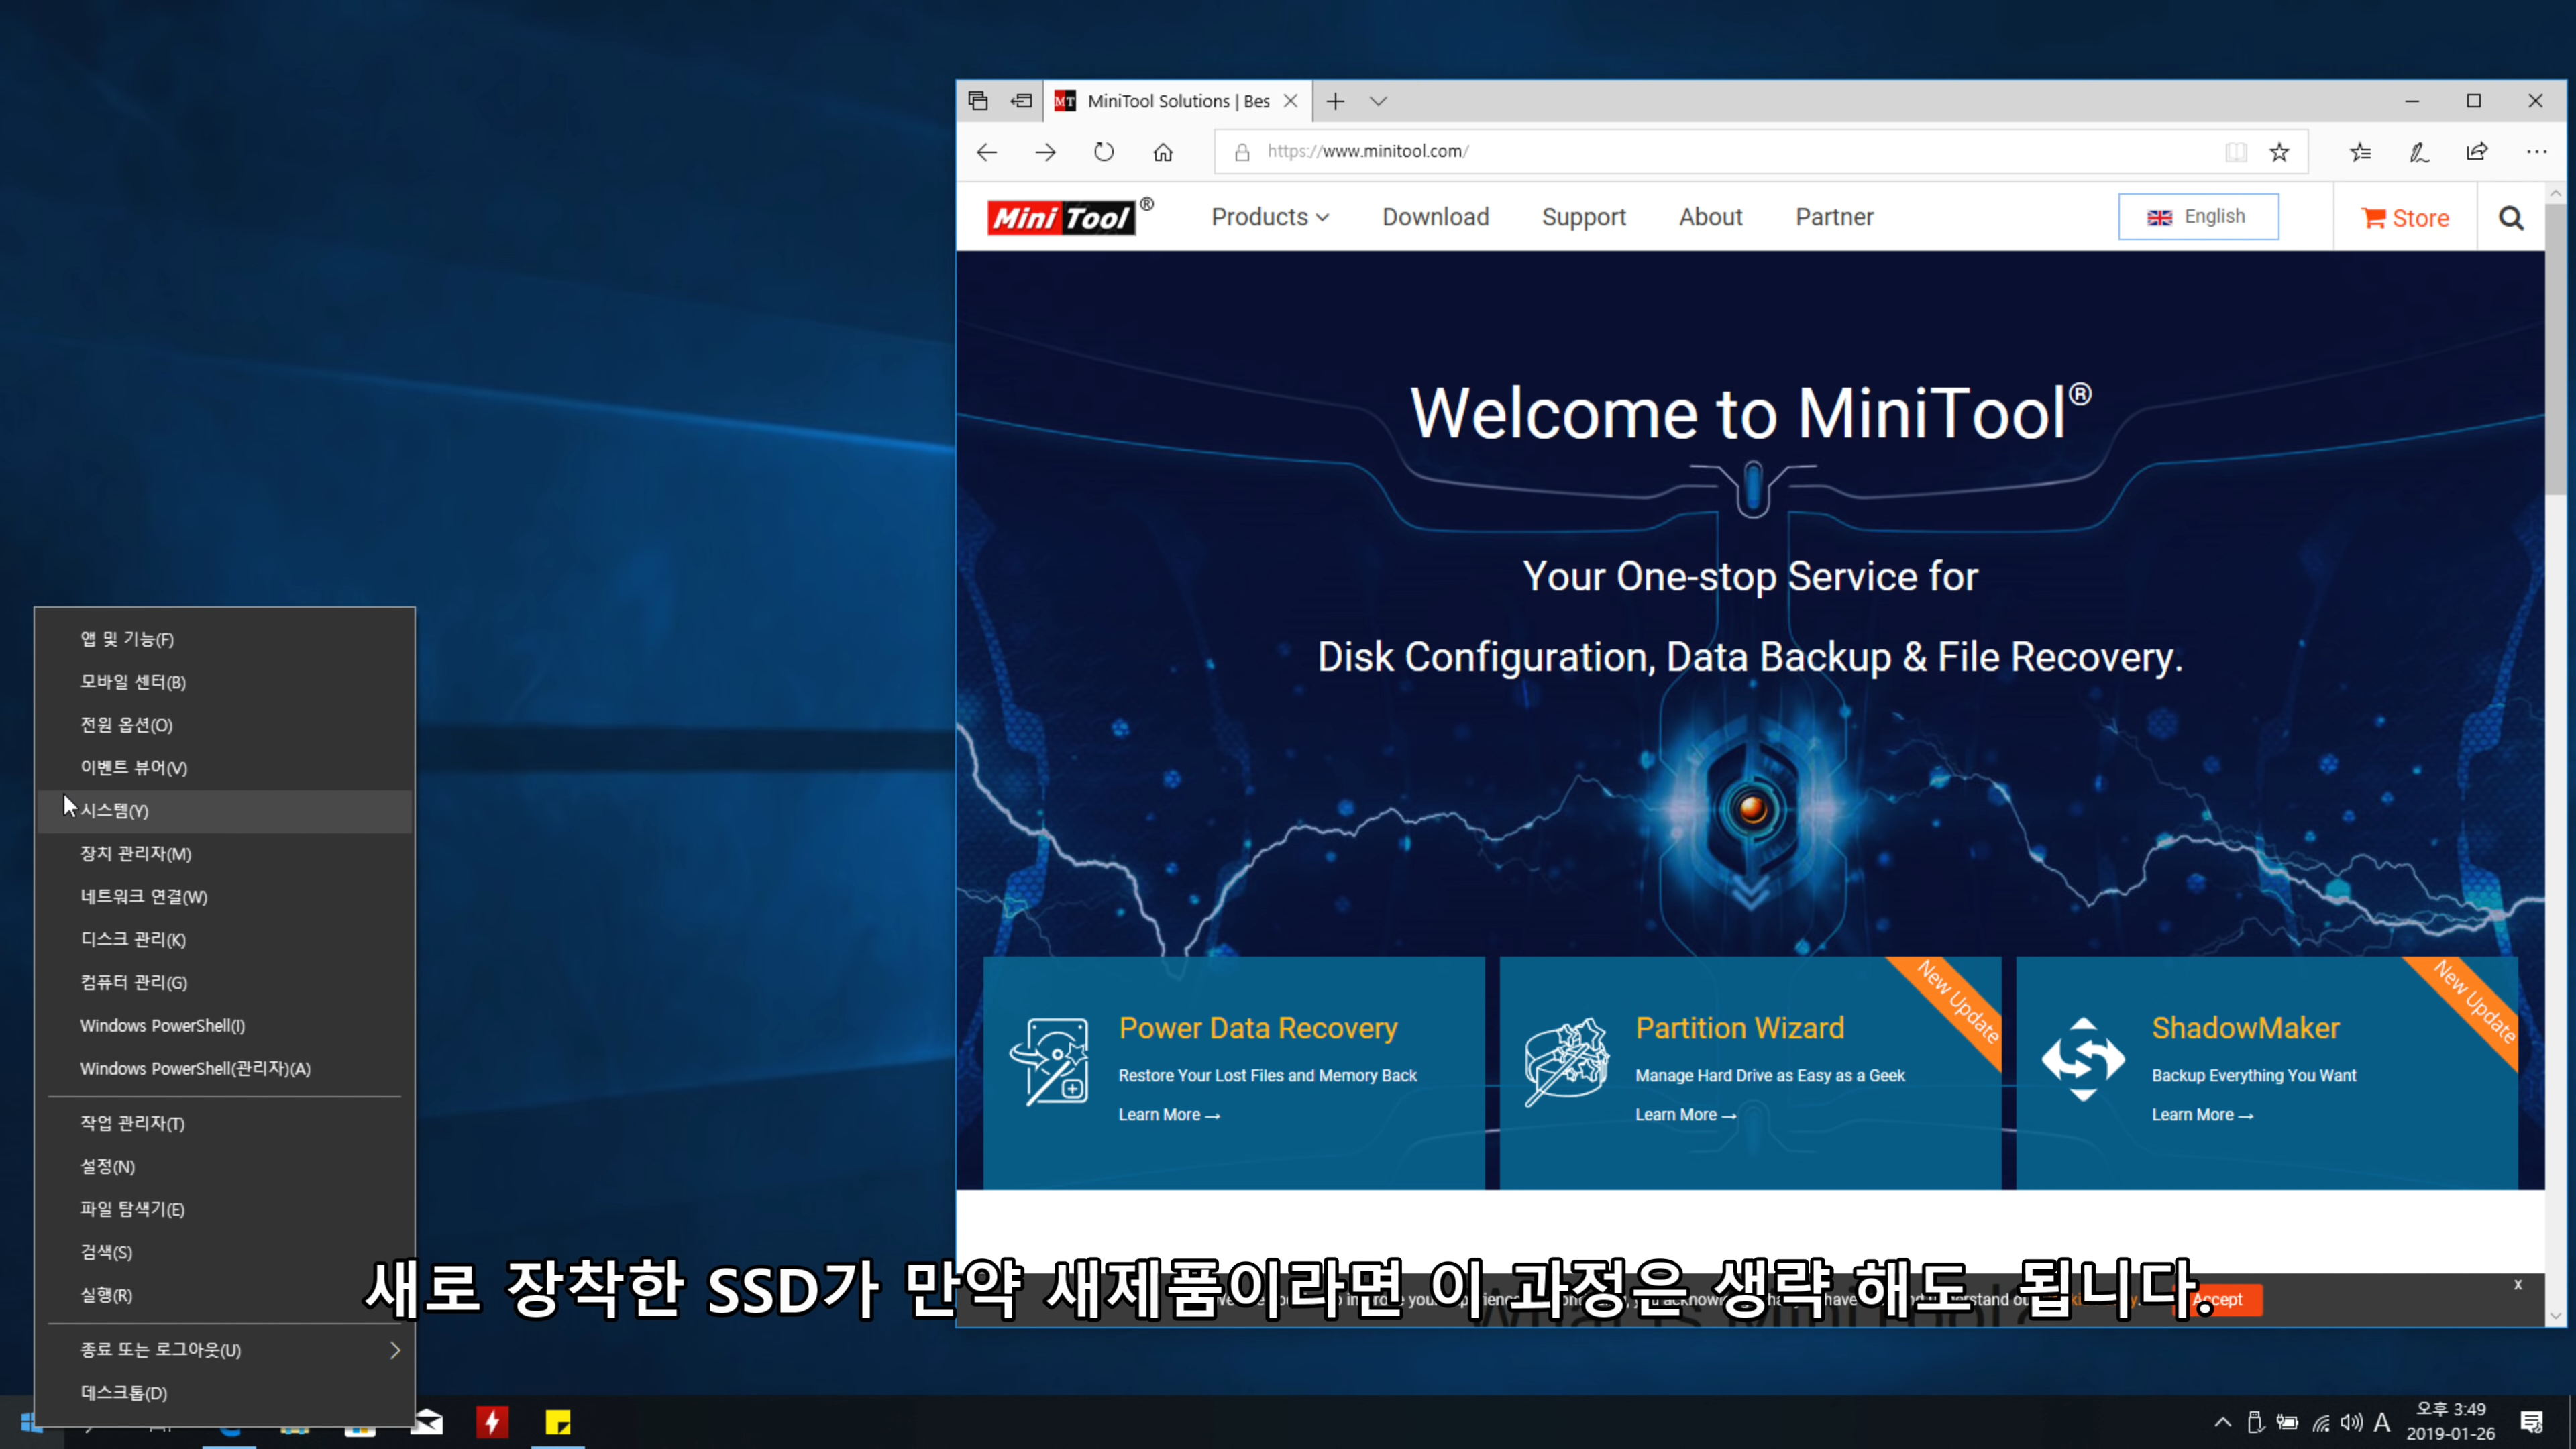 MiniTool Solutions | Bes
https://www.minitool.com/
Mini Tool ®
Products
Download
Support
About
Partner
English
Store
Welcome to MiniTool®
Your One-stop Service for
Disk Configuration, Data Backup & File Recovery.
Power Data Recovery
Restore Your Lost Files and Memory Back
Learn More →
Partition Wizard
Manage Hard Drive as Easy as a Geek
Learn More →
New Update
ShadowMaker
Backup Everything You Want
Learn More →
New Update
앱 및 기능(F)
모바일 센터(B)
전원 옵션(O)
이벤트 뷰어(V)
시스템(Y)
장치 관리자(M)
네트워크 연결(W)
디스크 관리(K)
컴퓨터 관리(G)
Windows PowerShell(I)
Windows PowerShell(관리자)(A)
작업 관리자(T)
설정(N)
파일 탐색기(E)
검색(S)
실행(R)
종료 또는 로그아웃(U)
데스크톱(D)
새로 장착한 SSD가 만약 새제품이라면 이 과정은 생략 해도 됩니다.
Accept
x
A
오후 3:49
2019-01-26